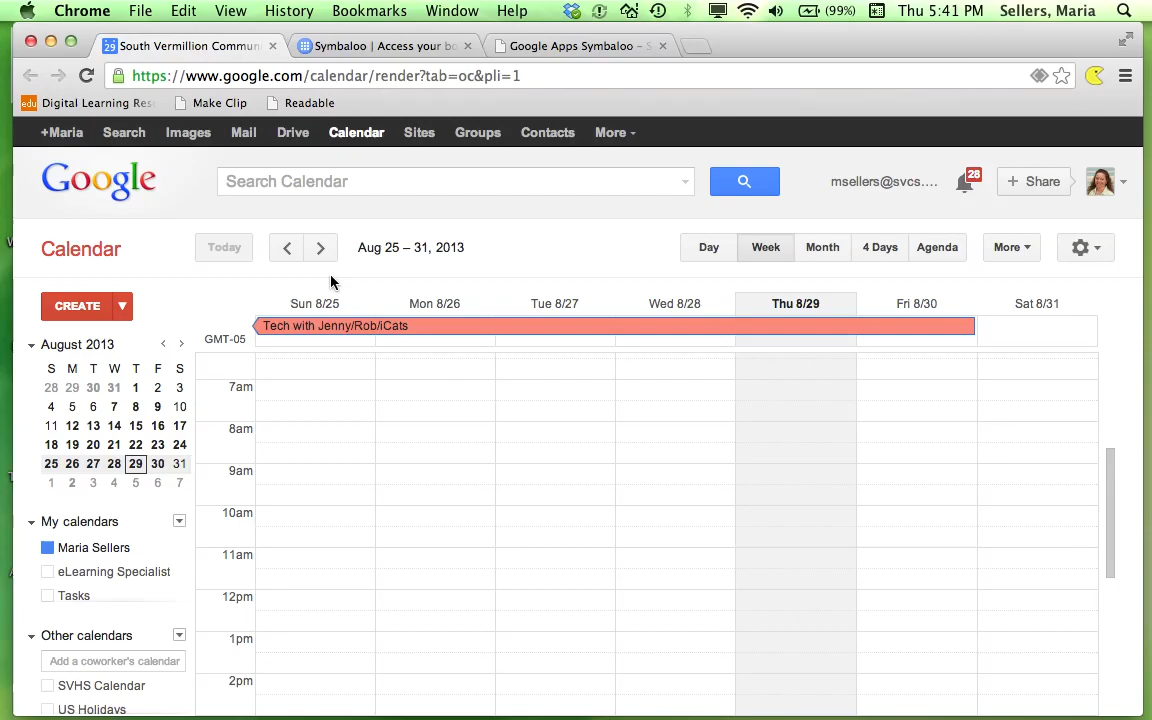 Chrome File Edit View History Bookmarks Window Help (99%) Thu 5:41 PM Sellers, Maria
29 South Vermillion Commun Symbaloo | Access your bo Google Apps Symbaloo – S
https://www.google.com/calendar/render?tab=oc&pli=1
edu Digital Learning Res Make Clip Readable
+Maria Search Images Mail Drive Calendar Sites Groups Contacts More
Google Search Calendar msellers@svcs.... 28 + Share
Calendar Today Aug 25 – 31, 2013 Day Week Month 4 Days Agenda More
CREATE Sun 8/25 Mon 8/26 Tue 8/27 Wed 8/28 Thu 8/29 Fri 8/30 Sat 8/31
Tech with Jenny/Rob/iCats
GMT-05
August 2013
S M T W T F S
28 29 30 31 1 2 3
4 5 6 7 8 9 10
11 12 13 14 15 16 17
18 19 20 21 22 23 24
25 26 27 28 29 30 31
1 2 3 4 5 6 7
My calendars
Maria Sellers
eLearning Specialist
Tasks
Other calendars
Add a coworker's calendar
SVHS Calendar
US Holidays
7am
8am
9am
10am
11am
12pm
1pm
2pm